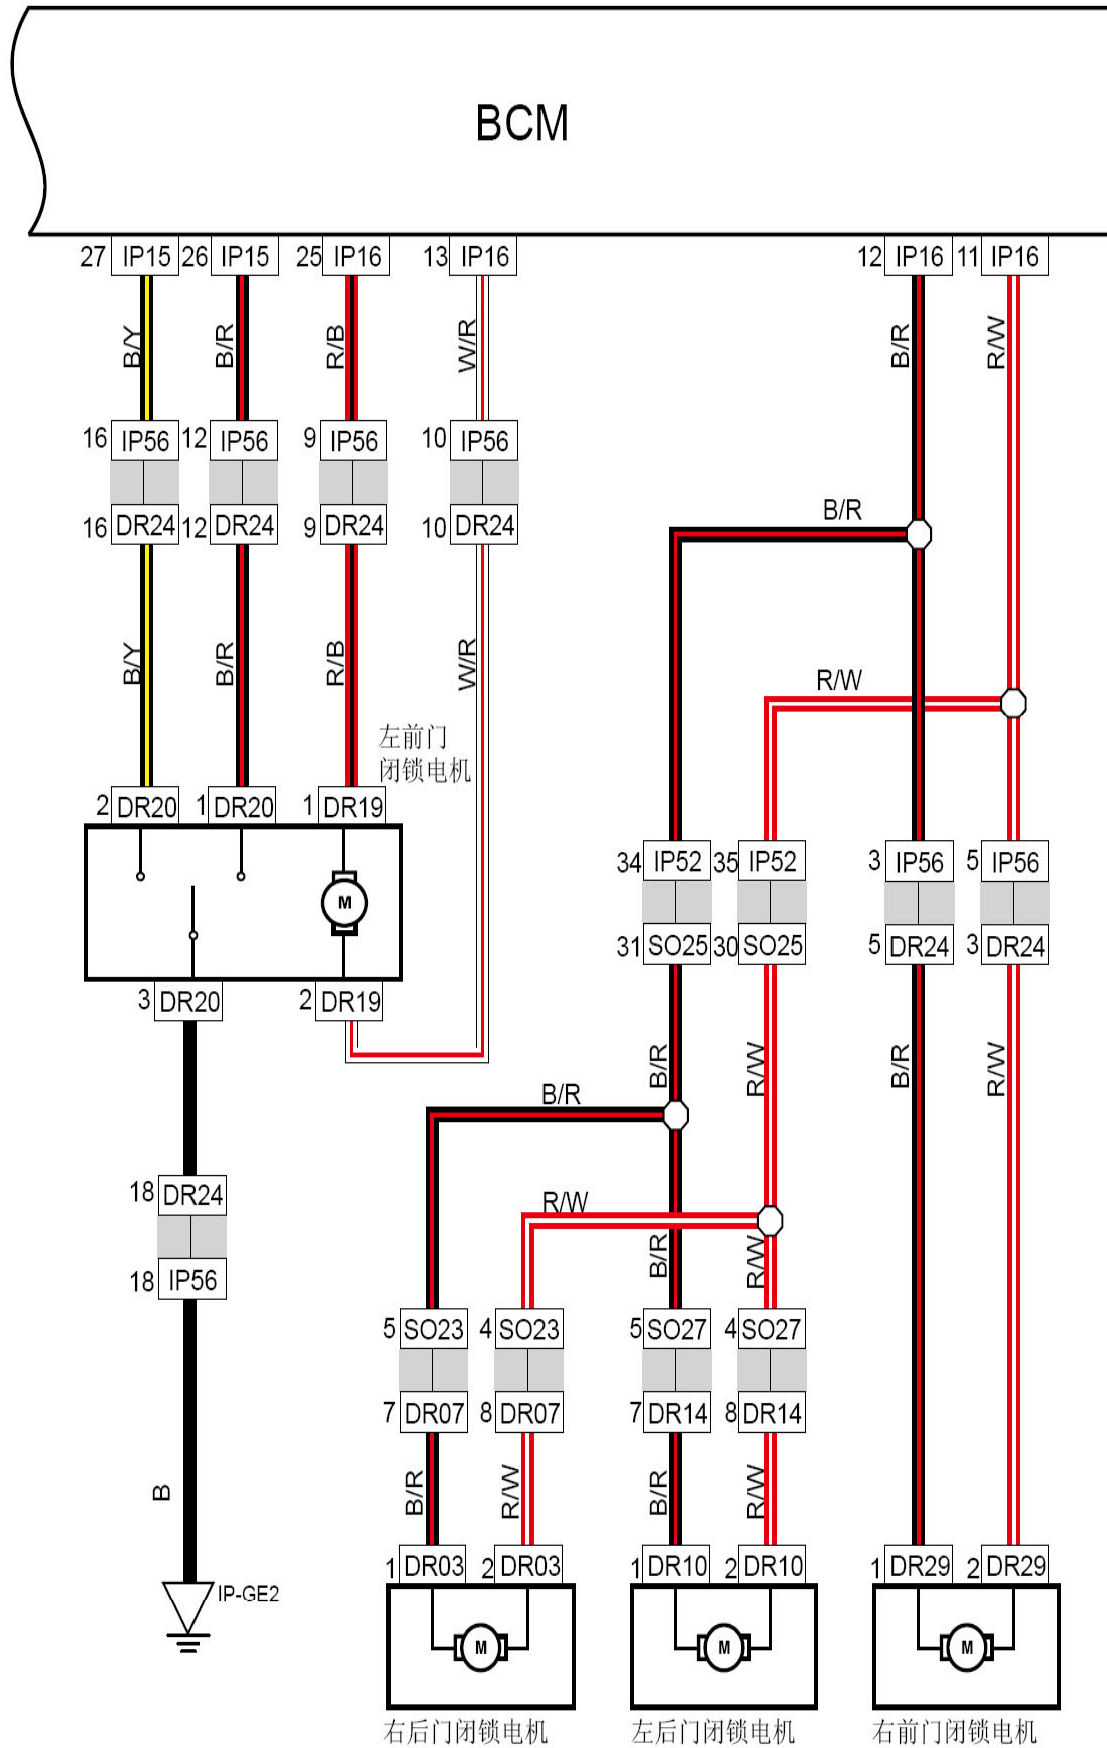 BCM
27 IP15 26 IP15 25 IP16 13 IP16 12 IP16 11 IP16
B/Y B/R R/B W/R B/R R/W
16 IP56 12 IP56 9 IP56 10 IP56
16 DR24 12 DR24 9 DR24 10 DR24
B/R
B/Y B/R R/B W/R
R/W
左前门
闭锁电机
2 DR20 1 DR20 1 DR19
34 IP52 35 IP52 3 IP56 5 IP56
M
31 SO25 30 SO25 5 DR24 3 DR24
3 DR20 2 DR19
B/R R/W B/R R/W
B/R
18 DR24
R/W
B/R R/W
18 IP56
5 SO23 4 SO23 5 SO27 4 SO27
7 DR07 8 DR07 7 DR14 8 DR14
B B/R R/W B/R R/W
1 DR03 2 DR03 1 DR10 2 DR10 1 DR29 2 DR29
IP-GE2
M M M
右后门闭锁电机 左后门闭锁电机 右前门闭锁电机